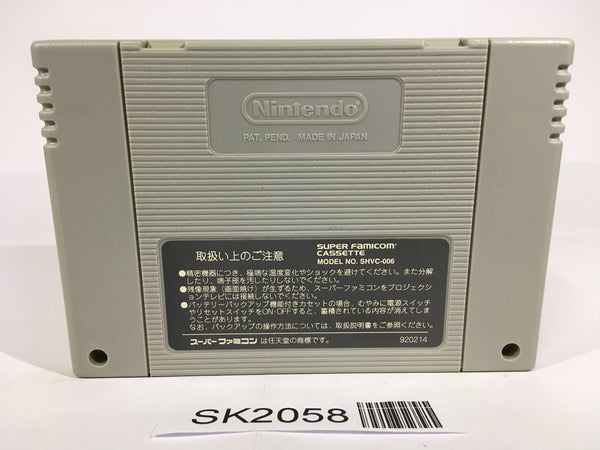 Nintendo
PAT. PEND. MADE IN JAPAN
取扱い上のご注意
SUPER FAMICOM
CASSETTE
MODEL NO. SHVC-006
●精密機器につき、極端な温度変化やショックを避けてください。また分解
したり、端子部を汚したりしないでください。
●残像現象（画面焼け）が生ずるため、スーパーファミコンをプロジェクシ
ョンテレビには接続しないでください。
●バッテリーバックアップ機能付きカセットの場合、むやみに電源スイッチ
やリセットスイッチをON・OFFすると、蓄積されている内容が消えてしま
うことがあります。
なお、バックアップの操作方法については、取扱説明書をご参照ください。
スーパーファミコンは任天堂の商標です。
920214
SK2058